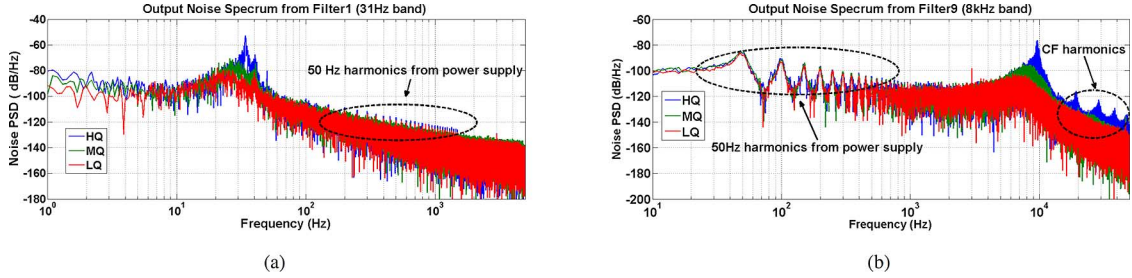 Output Noise Specrum from Filter1 (31Hz band)
-40
-60
-80
-100
-120
-140
-160
-180
Noise PSD (dB/Hz)
50 Hz harmonics from power supply
HQ
MQ
LQ
10^0
10^1
10^2
10^3
Frequency (Hz)
(a)
Output Noise Specrum from Filter9 (8kHz band)
-60
-80
-100
-120
-140
-160
-180
-200
Noise PSD (dB/Hz)
CF harmonics
HQ
MQ
LQ
50Hz harmonics from power supply
10^1
10^2
10^3
10^4
Frequency (Hz)
(b)